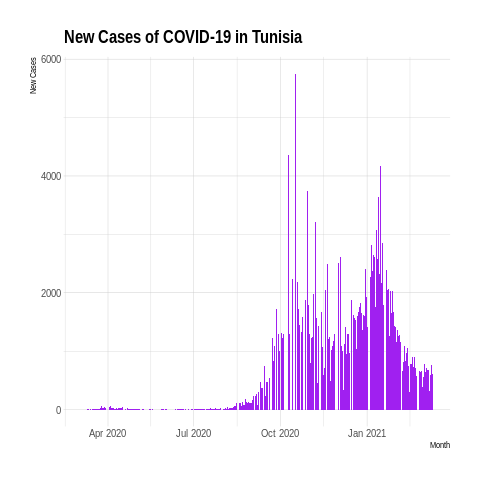 New Cases of COVID-19 in Tunisia
New Cases
6000
4000
2000
0
Apr 2020 Jul 2020 Oct 2020 Jan 2021
Month